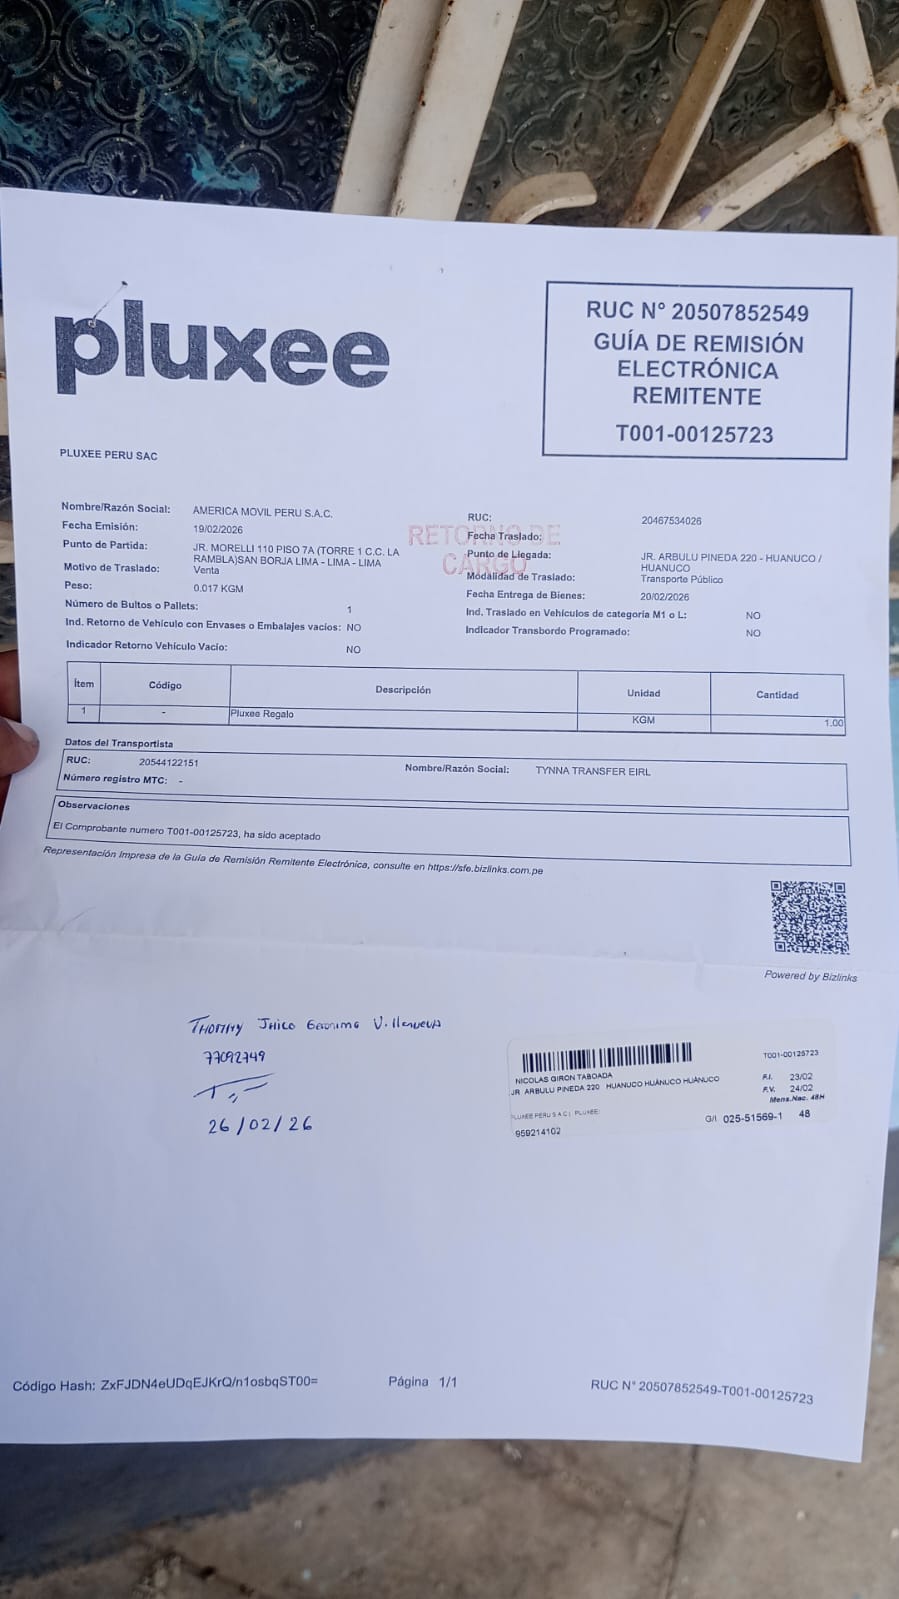 pluxee
RUC N° 20507852549
GUÍA DE REMISIÓN
ELECTRÓNICA
REMITENTE
T001-00125723
PLUXEE PERU SAC
Nombre/Razón Social: AMERICA MOVIL PERU S.A.C.
Fecha Emisión: 19/02/2026
Punto de Partida: JR. MORELLI 110 PISO 7A (TORRE 1 C.C. LA
RAMBLA)SAN BORJA LIMA - LIMA - LIMA
Motivo de Traslado: Venta
Peso: 0.017 KGM
Número de Bultos o Pallets: 1
Ind. Retorno de Vehículo con Envases o Embalajes vacíos: NO
Indicador Retorno Vehículo Vacio: NO
RETORNO DE
CARGO
RUC: 20467534026
Fecha Traslado:
Punto de Llegada: JR. ARBULU PINEDA 220 - HUANUCO /
HUANUCO
Modalidad de Traslado: Transporte Público
Fecha Entrega de Bienes: 20/02/2026
Ind. Traslado en Vehículos de categoría M1 o L: NO
Indicador Transbordo Programado: NO
Ítem Código Descripción Unidad Cantidad
1 - Pluxee Regalo KGM 1.00
Datos del Transportista
RUC: 20544122151 Nombre/Razón Social: TYNNA TRANSFER EIRL
Número registro MTC: -
Observaciones
El Comprobante numero T001-00125723, ha sido aceptado
Representación Impresa de la Guía de Remisión Remitente Electrónica, consulte en https://sfe.bizlinks.com.pe
Powered by Bizlinks
THOMMY JHICO Geronimo Villanueva
77092749
26/02/26
T001-00125723
NICOLAS GIRON TABOADA
JR ARBULU PINEDA 220 HUANUCO HUÁNUCO HUÁNUCO
F.I. 23/02
F.V. 24/02
Mens.Nac. 48H
PLUXEE PERU S A C | PLUXEE:
G/I 025-51569-1 48
959214102
Código Hash: ZxFJDN4eUDqEJKrQ/n1osbqST00=
Página 1/1
RUC N° 20507852549-T001-00125723